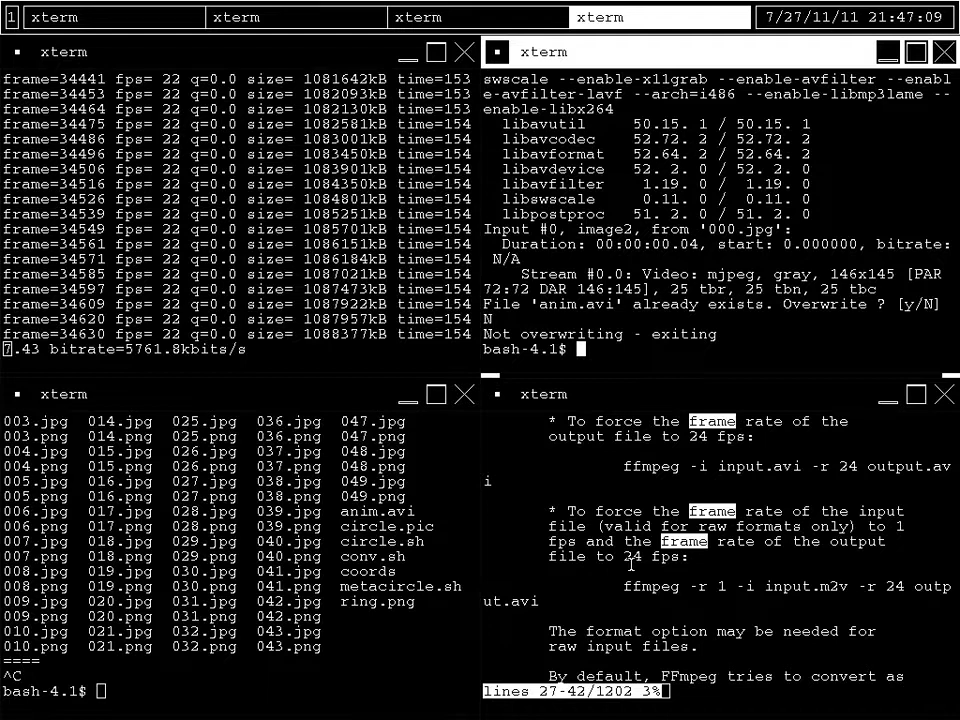 1 xterm xterm xterm xterm 7/27/11/11 21:47:09
xterm
frame=34441 fps= 22 q=0.0 size= 1081642kB time=153
frame=34453 fps= 22 q=0.0 size= 1082093kB time=153
frame=34464 fps= 22 q=0.0 size= 1082130kB time=153
frame=34475 fps= 22 q=0.0 size= 1082581kB time=154
frame=34486 fps= 22 q=0.0 size= 1083001kB time=154
frame=34496 fps= 22 q=0.0 size= 1083450kB time=154
frame=34506 fps= 22 q=0.0 size= 1083901kB time=154
frame=34516 fps= 22 q=0.0 size= 1084350kB time=154
frame=34526 fps= 22 q=0.0 size= 1084801kB time=154
frame=34539 fps= 22 q=0.0 size= 1085251kB time=154
frame=34549 fps= 22 q=0.0 size= 1085701kB time=154
frame=34561 fps= 22 q=0.0 size= 1086151kB time=154
frame=34571 fps= 22 q=0.0 size= 1086184kB time=154
frame=34585 fps= 22 q=0.0 size= 1087021kB time=154
frame=34597 fps= 22 q=0.0 size= 1087473kB time=154
frame=34609 fps= 22 q=0.0 size= 1087922kB time=154
frame=34620 fps= 22 q=0.0 size= 1087957kB time=154
frame=34630 fps= 22 q=0.0 size= 1088377kB time=154
7.43 bitrate=5761.8kbits/s
xterm
swscale --enable-x11grab --enable-avfilter --enabl
e-avfilter-lavf --arch=i486 --enable-libmp3lame --
enable-libx264
libavutil 50.15. 1 / 50.15. 1
libavcodec 52.72. 2 / 52.72. 2
libavformat 52.64. 2 / 52.64. 2
libavdevice 52. 2. 0 / 52. 2. 0
libavfilter 1.19. 0 / 1.19. 0
libswscale 0.11. 0 / 0.11. 0
libpostproc 51. 2. 0 / 51. 2. 0
Input #0, image2, from '000.jpg':
Duration: 00:00:00.04, start: 0.000000, bitrate:
N/A
Stream #0.0: Video: mjpeg, gray, 146x145 [PAR
72:72 DAR 146:145], 25 tbr, 25 tbn, 25 tbc
File 'anim.avi' already exists. Overwrite ? [y/N]
N
Not overwriting - exiting
bash-4.1$
xterm
003.jpg 014.jpg 025.jpg 036.jpg 047.jpg
003.png 014.png 025.png 036.png 047.png
004.jpg 015.jpg 026.jpg 037.jpg 048.jpg
004.png 015.png 026.png 037.png 048.png
005.jpg 016.jpg 027.jpg 038.jpg 049.jpg
005.png 016.png 027.png 038.png 049.png
006.jpg 017.jpg 028.jpg 039.jpg anim.avi
006.png 017.png 028.png 039.png circle.pic
007.jpg 018.jpg 029.jpg 040.jpg circle.sh
007.png 018.png 029.png 040.png conv.sh
008.jpg 019.jpg 030.jpg 041.jpg coords
008.png 019.png 030.png 041.png metacircle.sh
009.jpg 020.jpg 031.jpg 042.jpg ring.png
009.png 020.png 031.png 042.png
010.jpg 021.jpg 032.jpg 043.jpg
010.png 021.png 032.png 043.png
====
^C
bash-4.1$
xterm
* To force the frame rate of the
output file to 24 fps:
ffmpeg -i input.avi -r 24 output.av
i
* To force the frame rate of the input
file (valid for raw formats only) to 1
fps and the frame rate of the output
file to 24 fps:
ffmpeg -r 1 -i input.m2v -r 24 outp
ut.avi
The format option may be needed for
raw input files.
By default, FFmpeg tries to convert as
lines 27-42/1202 3%